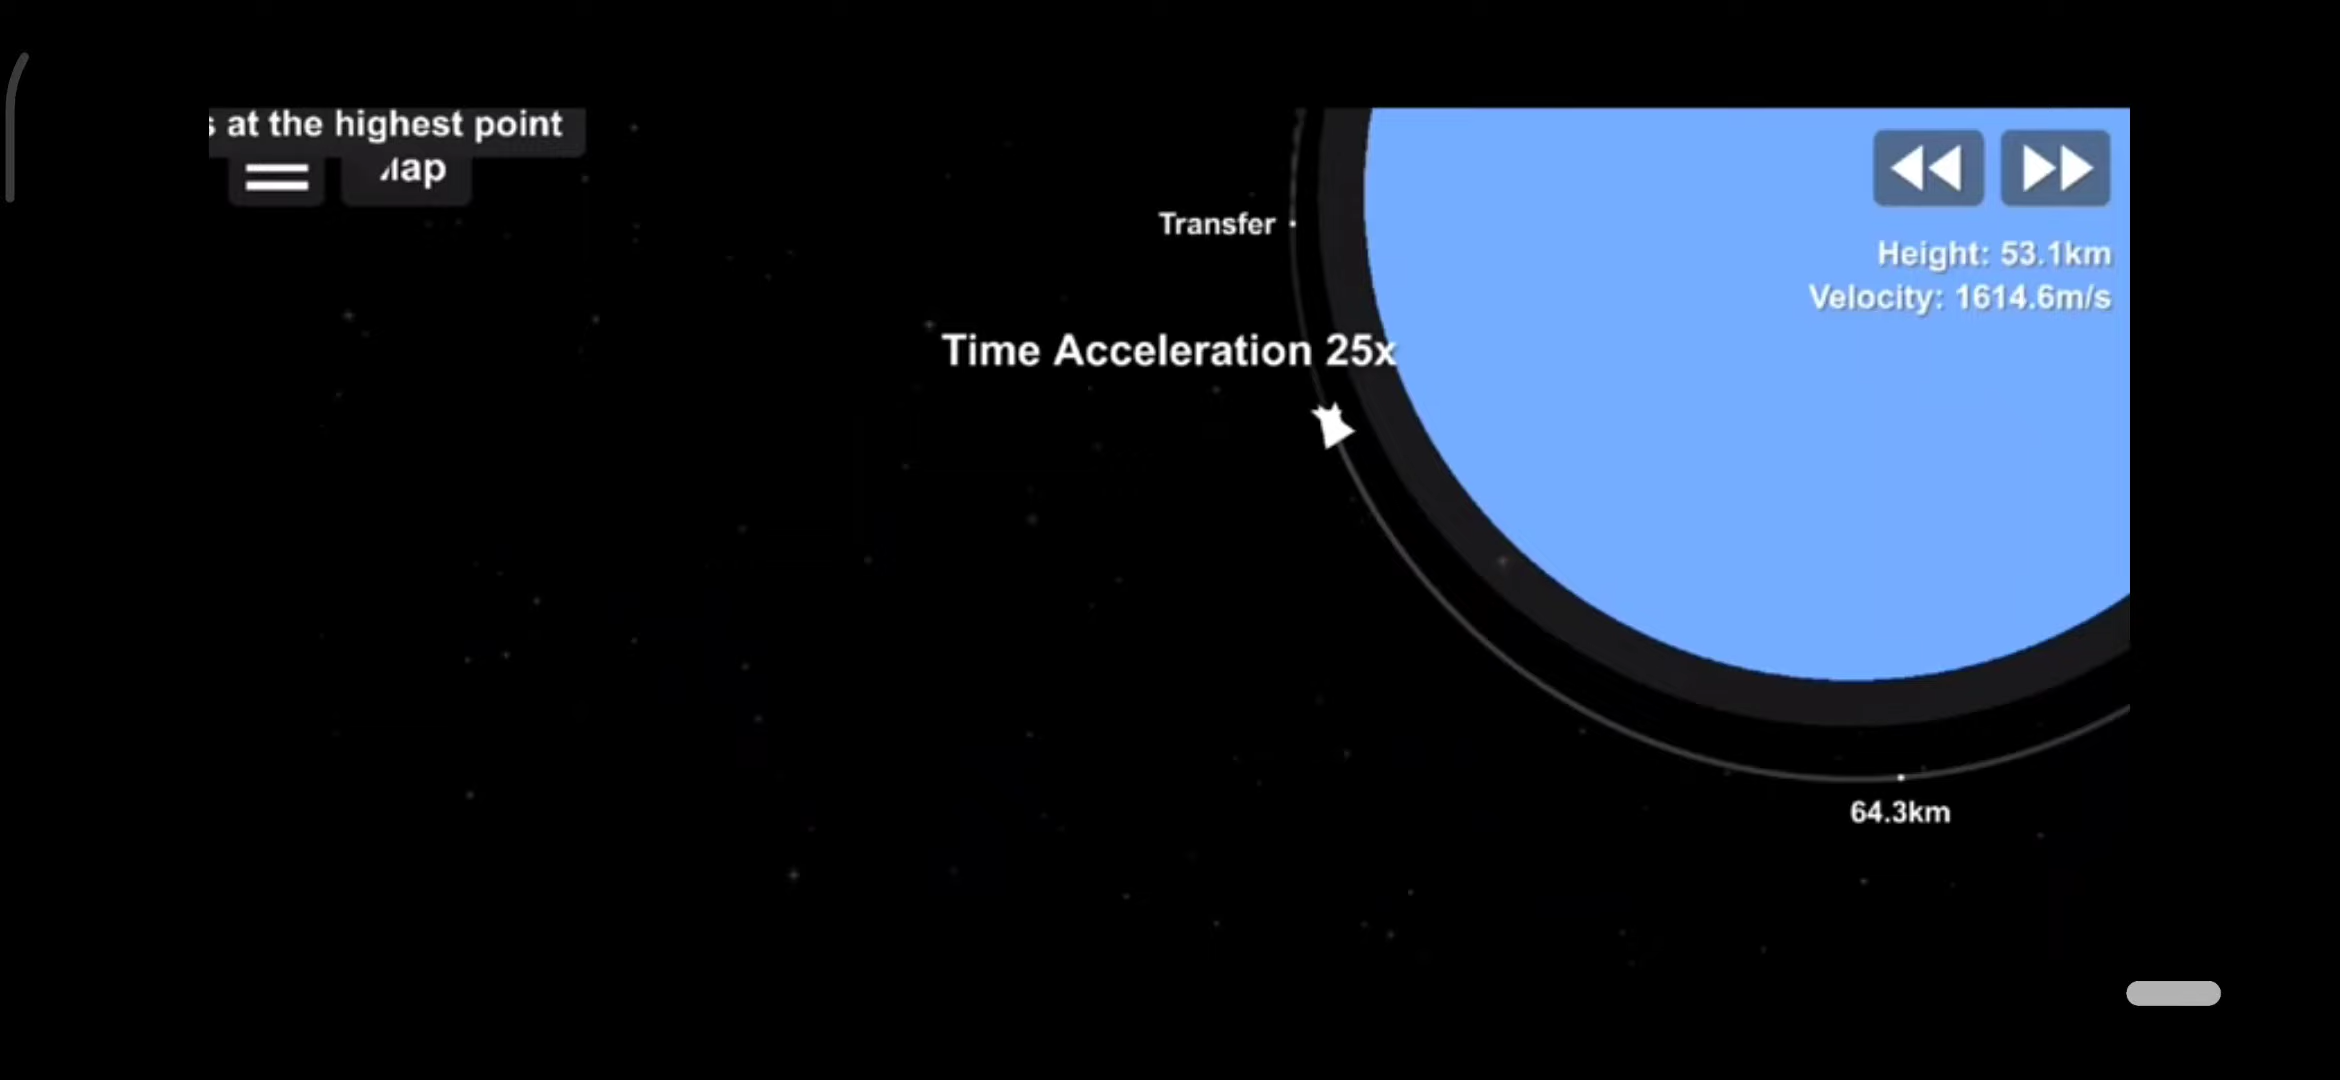 at the highest point
Transfer
Height: 53.1km
Velocity: 1614.6m/s
Time Acceleration 25x
64.3km